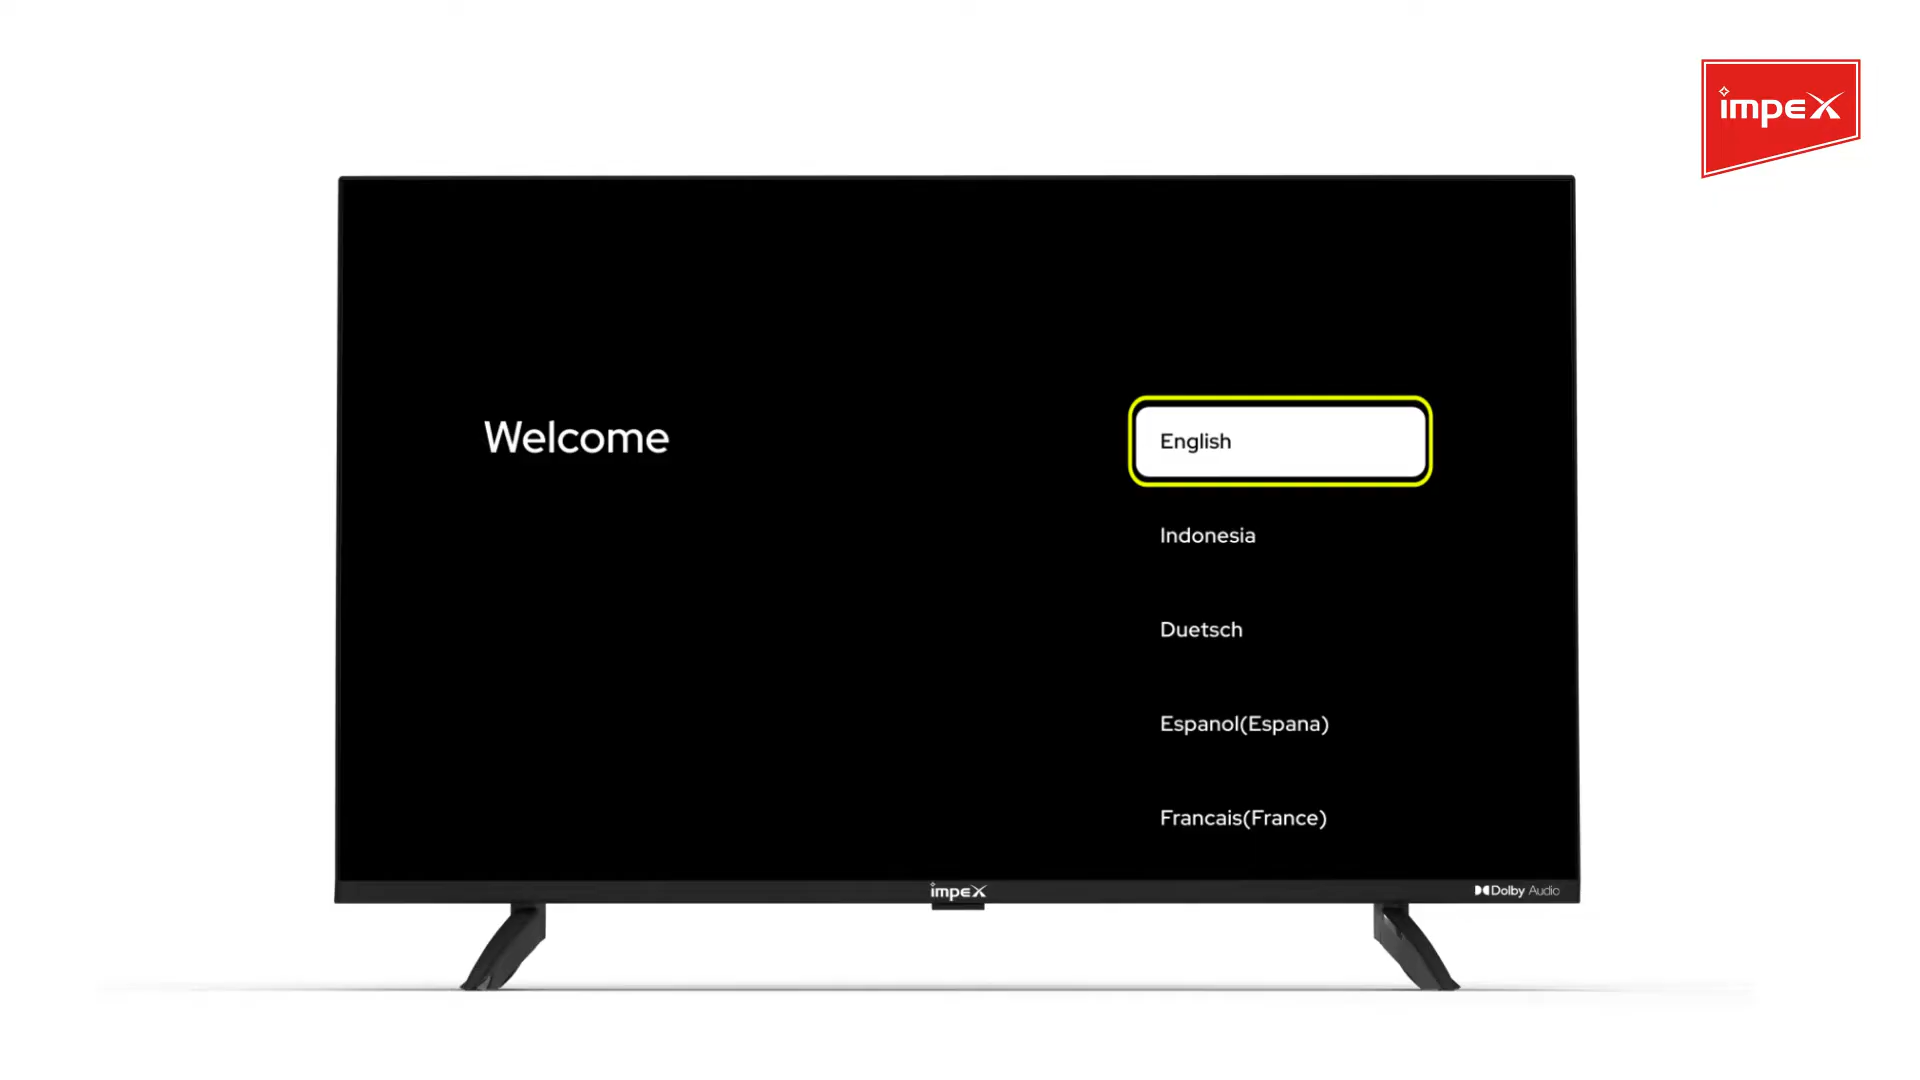 impex
Welcome
English
Indonesia
Duetsch
Espanol(Espana)
Francais(France)
impex
Dolby Audio